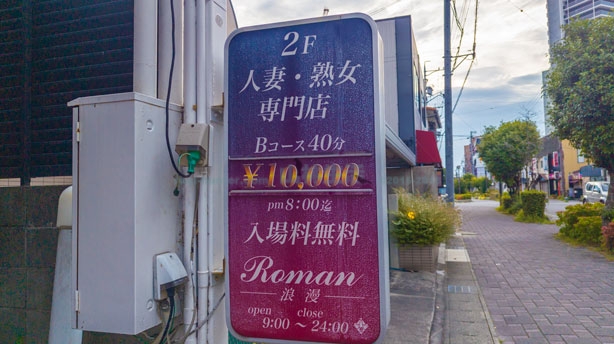 2F
人妻・熟女
専門店
Bコース40分
¥10,000
pm8:00迄
入場料無料
Roman
浪漫
open close
9:00～24:00